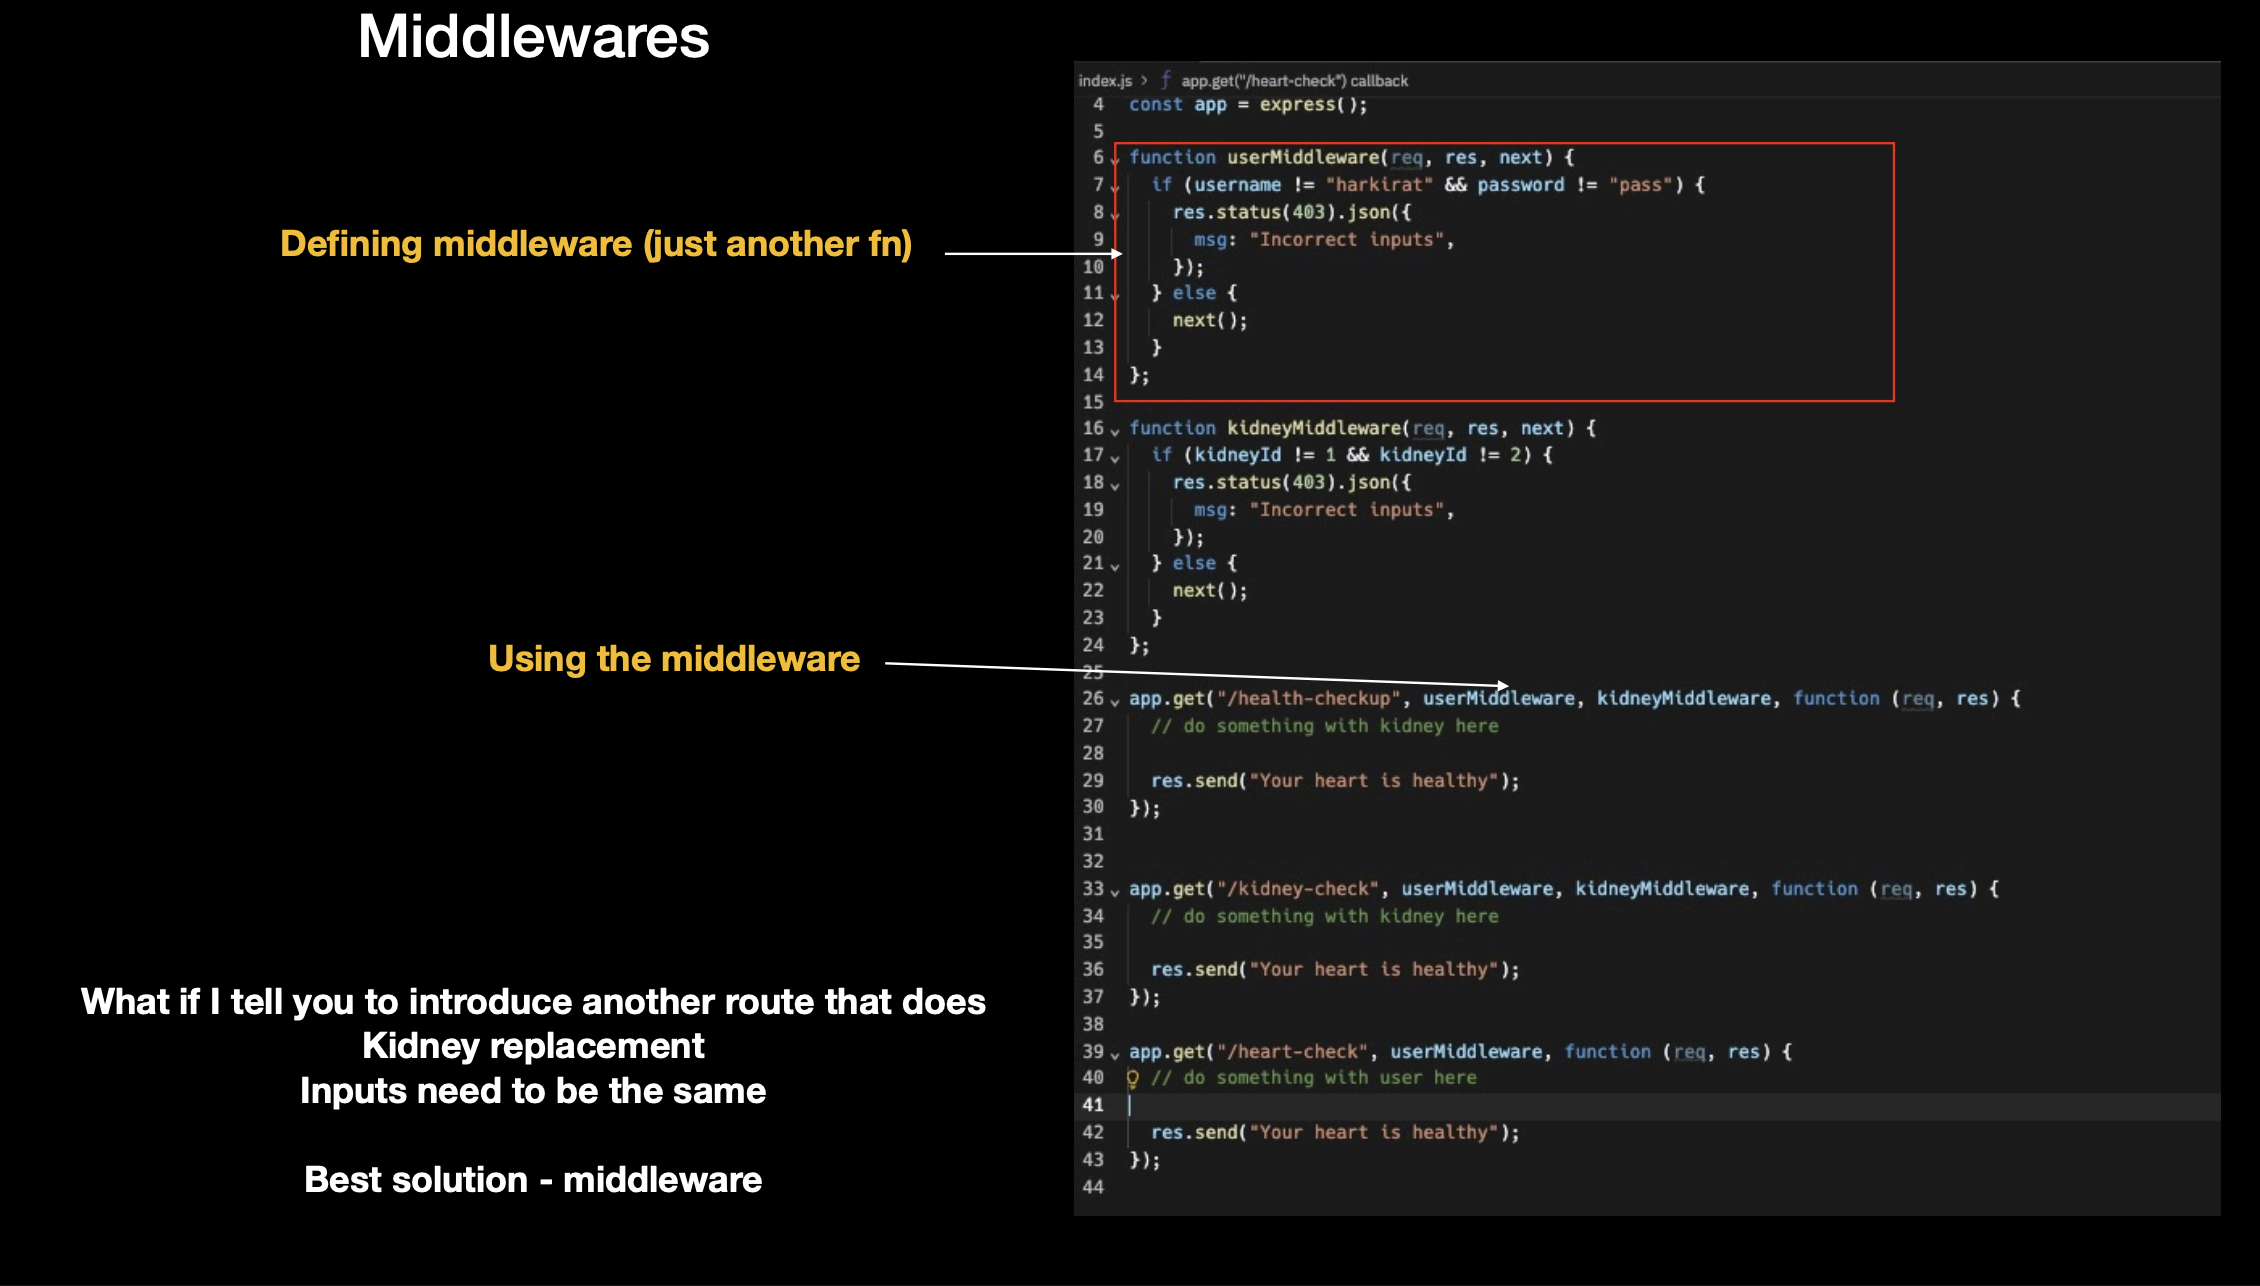 Middlewares
Defining middleware (just another fn)
Using the middleware
What if I tell you to introduce another route that does
Kidney replacement
Inputs need to be the same
Best solution - middleware
index.js > ƒ app.get("/heart-check") callback
4 const app = express();
5
6 function userMiddleware(req, res, next) {
7 if (username != "harkirat" && password != "pass") {
8 res.status(403).json({
9 msg: "Incorrect inputs",
10 });
11 } else {
12 next();
13 }
14 };
15
16 function kidneyMiddleware(req, res, next) {
17 if (kidneyId != 1 && kidneyId != 2) {
18 res.status(403).json({
19 msg: "Incorrect inputs",
20 });
21 } else {
22 next();
23 }
24 };
25
26 app.get("/health-checkup", userMiddleware, kidneyMiddleware, function (req, res) {
27 // do something with kidney here
28
29 res.send("Your heart is healthy");
30 });
31
32
33 app.get("/kidney-check", userMiddleware, kidneyMiddleware, function (req, res) {
34 // do something with kidney here
35
36 res.send("Your heart is healthy");
37 });
38
39 app.get("/heart-check", userMiddleware, function (req, res) {
40 // do something with user here
41
42 res.send("Your heart is healthy");
43 });
44